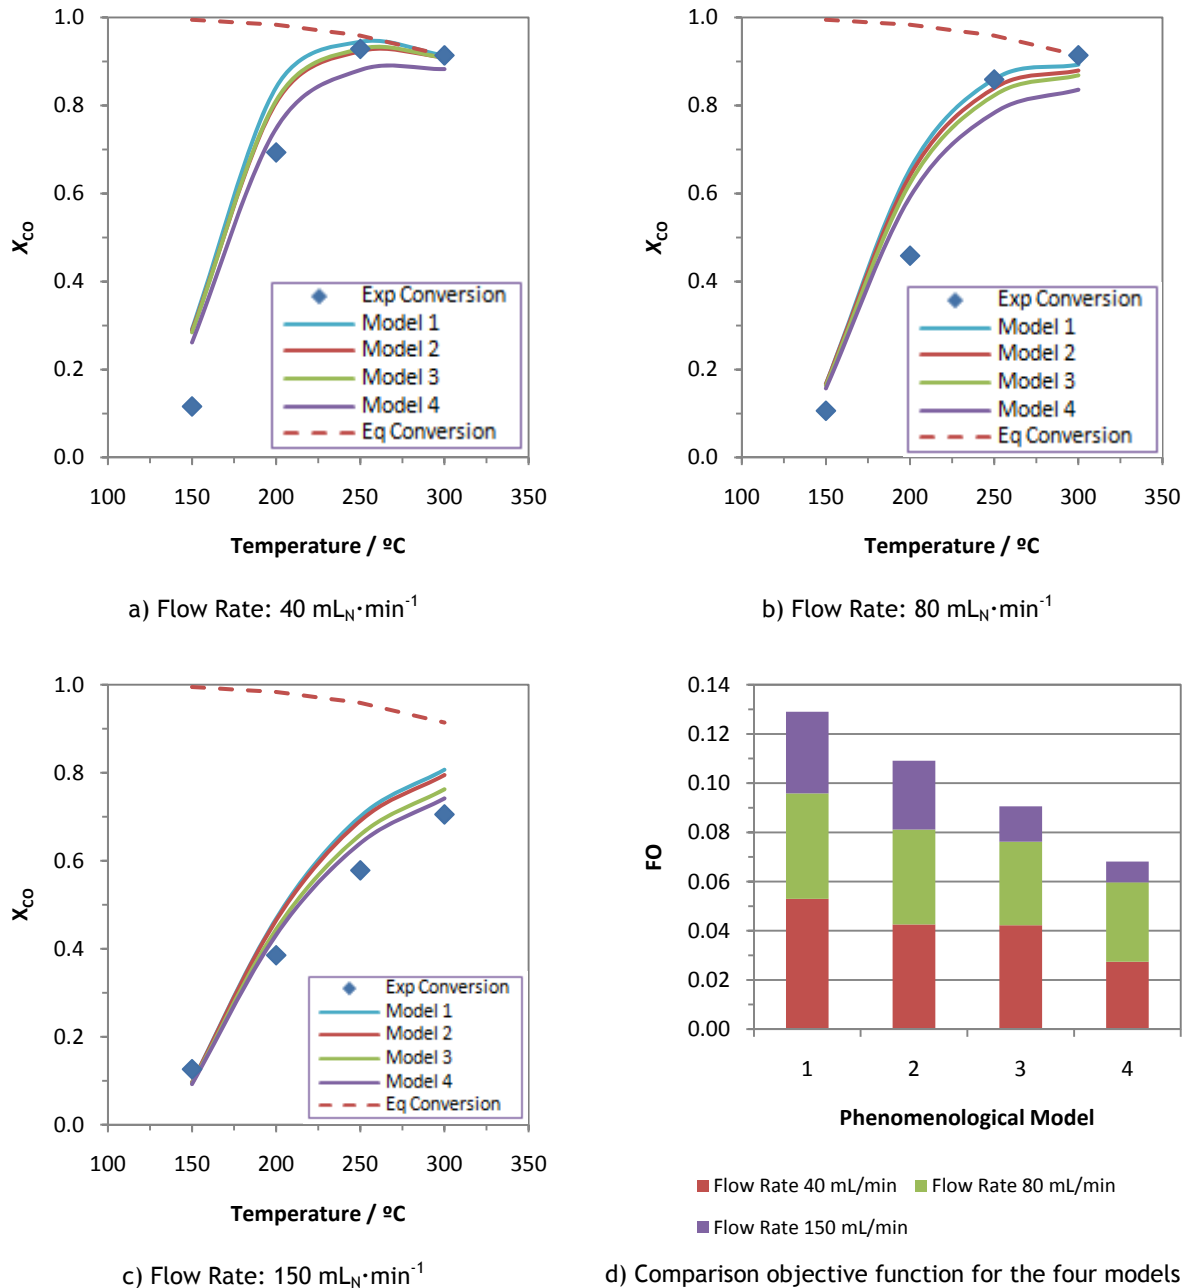 1.0
0.8
0.6
0.4
0.2
0.0
X_CO
100 150 200 250 300 350
Temperature / ºC
Exp Conversion
Model 1
Model 2
Model 3
Model 4
Eq Conversion
a) Flow Rate: 40 mL_N·min^-1
1.0
0.8
0.6
0.4
0.2
0.0
X_CO
100 150 200 250 300 350
Temperature / ºC
Exp Conversion
Model 1
Model 2
Model 3
Model 4
Eq Conversion
b) Flow Rate: 80 mL_N·min^-1
1.0
0.8
0.6
0.4
0.2
0.0
X_CO
100 150 200 250 300 350
Temperature / ºC
Exp Conversion
Model 1
Model 2
Model 3
Model 4
Eq Conversion
c) Flow Rate: 150 mL_N·min^-1
0.14
0.12
0.10
0.08
0.06
0.04
0.02
0.00
FO
1 2 3 4
Phenomenological Model
Flow Rate 40 mL/min Flow Rate 80 mL/min
Flow Rate 150 mL/min
d) Comparison objective function for the four models